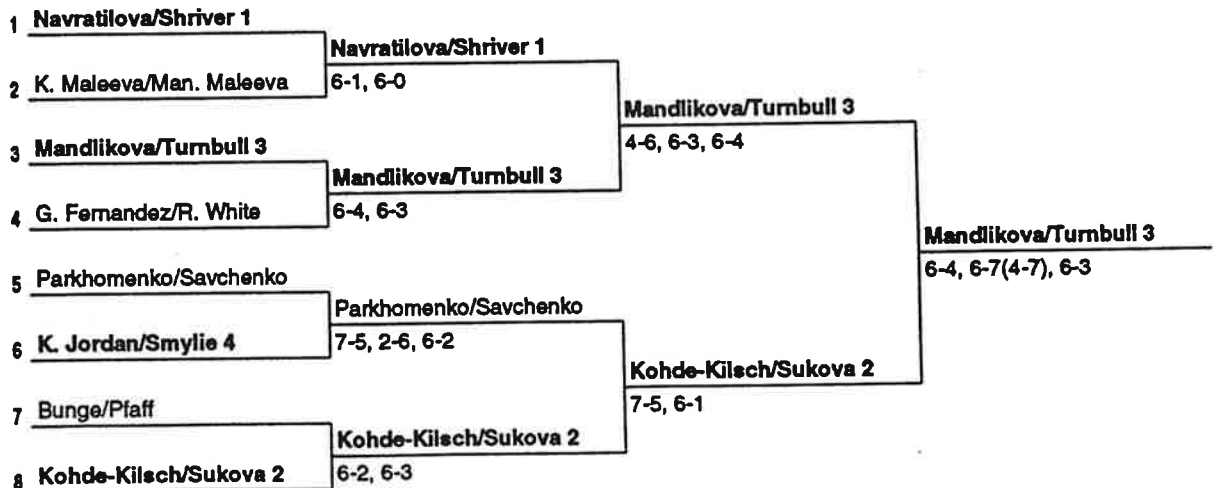 1 Navratilova/Shriver 1
Navratilova/Shriver 1
2 K. Maleeva/Man. Maleeva
6-1, 6-0
Mandlikova/Turnbull 3
4-6, 6-3, 6-4
3 Mandlikova/Turnbull 3
Mandlikova/Turnbull 3
4 G. Fernandez/R. White
6-4, 6-3
Mandlikova/Turnbull 3
6-4, 6-7(4-7), 6-3
5 Parkhomenko/Savchenko
Parkhomenko/Savchenko
6 K. Jordan/Smylie 4
7-5, 2-6, 6-2
Kohde-Kilsch/Sukova 2
7-5, 6-1
7 Bunge/Pfaff
Kohde-Kilsch/Sukova 2
8 Kohde-Kilsch/Sukova 2
6-2, 6-3